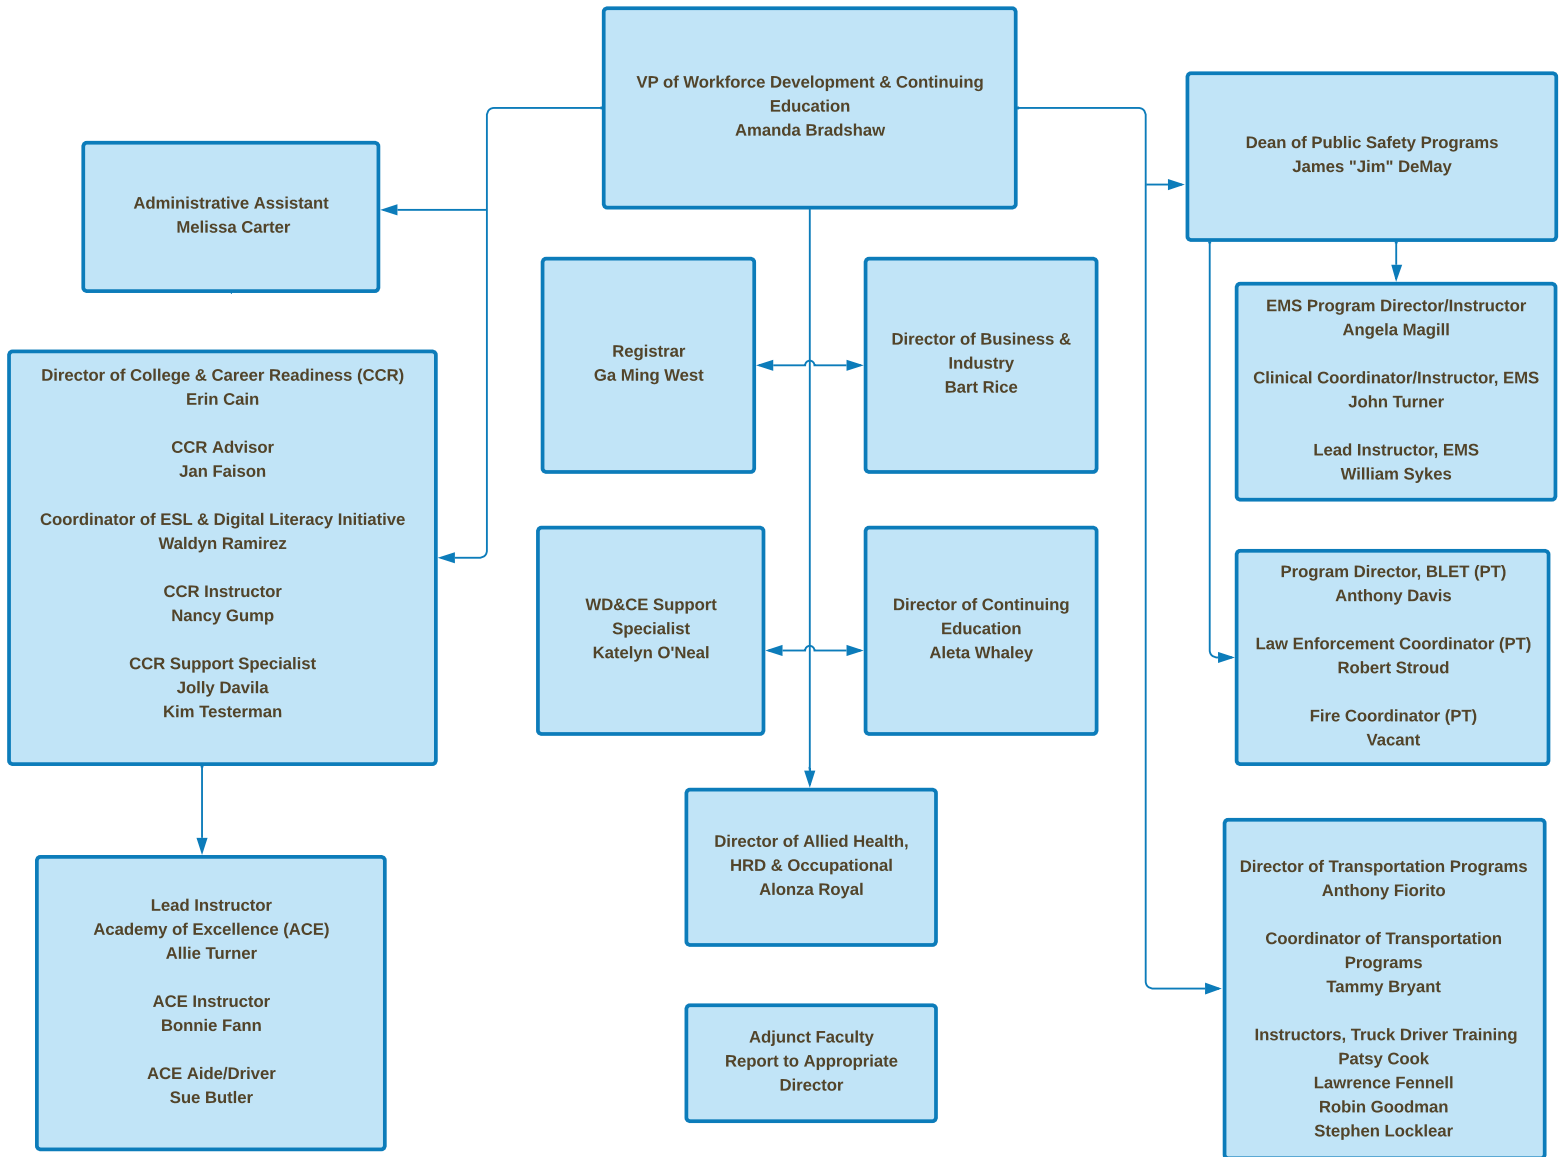 VP of Workforce Development & Continuing
Education
Amanda Bradshaw
Dean of Public Safety Programs
James "Jim" DeMay
Administrative Assistant
Melissa Carter
Registrar
Ga Ming West
Director of Business &
Industry
Bart Rice
EMS Program Director/Instructor
Angela Magill
Clinical Coordinator/Instructor, EMS
John Turner
Lead Instructor, EMS
William Sykes
Director of College & Career Readiness (CCR)
Erin Cain
CCR Advisor
Jan Faison
Coordinator of ESL & Digital Literacy Initiative
Waldyn Ramirez
CCR Instructor
Nancy Gump
CCR Support Specialist
Jolly Davila
Kim Testerman
WD&CE Support
Specialist
Katelyn O'Neal
Director of Continuing
Education
Aleta Whaley
Program Director, BLET (PT)
Anthony Davis
Law Enforcement Coordinator (PT)
Robert Stroud
Fire Coordinator (PT)
Vacant
Director of Allied Health,
HRD & Occupational
Alonza Royal
Lead Instructor
Academy of Excellence (ACE)
Allie Turner
ACE Instructor
Bonnie Fann
ACE Aide/Driver
Sue Butler
Adjunct Faculty
Report to Appropriate
Director
Director of Transportation Programs
Anthony Fiorito
Coordinator of Transportation
Programs
Tammy Bryant
Instructors, Truck Driver Training
Patsy Cook
Lawrence Fennell
Robin Goodman
Stephen Locklear